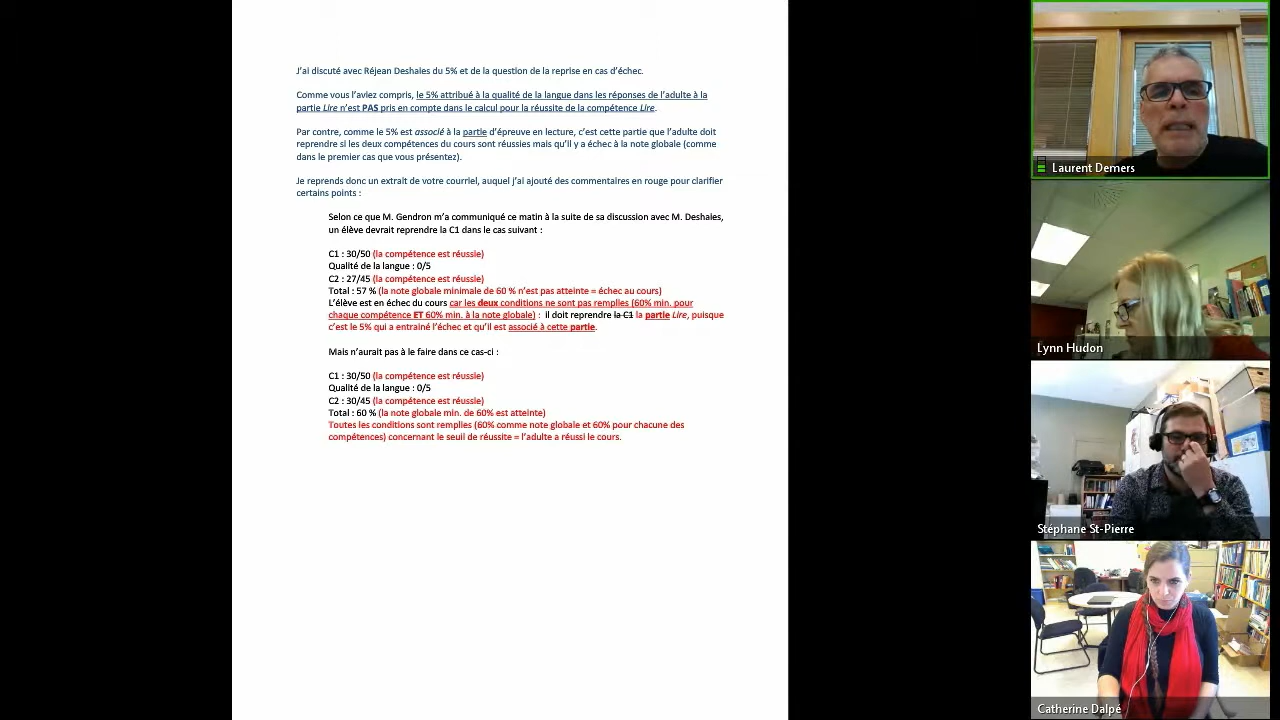 J'ai discuté avec Réjean Deshaies du 5% et de la question de la reprise en cas d'échec.
Comme vous l'aviez compris, le 5% attribué à la qualité de la langue dans les réponses de l'adulte à la
partie Lire n'est PAS pris en compte dans le calcul pour la réussite de la compétence Lire.
Par contre, comme le 5% est associé à la partie d'épreuve en lecture, c'est cette partie que l'adulte doit
reprendre si les deux compétences du cours sont réussies mais qu'il y a échec à la note globale (comme
dans le premier cas que vous présentez).
Je reprends donc un extrait de votre courriel, auquel j'ai ajouté des commentaires en rouge pour clarifier
certains points :
Selon ce que M. Gendron m'a communiqué ce matin à la suite de sa discussion avec M. Deshaies,
un élève devrait reprendre la C1 dans le cas suivant :
C1 : 30/50 (la compétence est réussie)
Qualité de la langue : 0/5
C2 : 27/45 (la compétence est réussie)
Total : 57 % (la note globale minimale de 60 % n'est pas atteinte = échec au cours)
L'élève est en échec du cours car les deux conditions ne sont pas remplies (60% min. pour
chaque compétence ET 60% min. à la note globale) : il doit reprendre la C1 la partie Lire, puisque
c'est le 5% qui a entrainé l'échec et qu'il est associé à cette partie.
Mais n'aurait pas à le faire dans ce cas-ci :
C1 : 30/50 (la compétence est réussie)
Qualité de la langue : 0/5
C2 : 30/45 (la compétence est réussie)
Total : 60 % (la note globale min. de 60% est atteinte)
Toutes les conditions sont remplies (60% comme note globale et 60% pour chacune des
compétences) concernant le seuil de réussite = l'adulte a réussi le cours.
Laurent Demers
Lynn Hudon
Stéphane St-Pierre
Catherine Dalpé